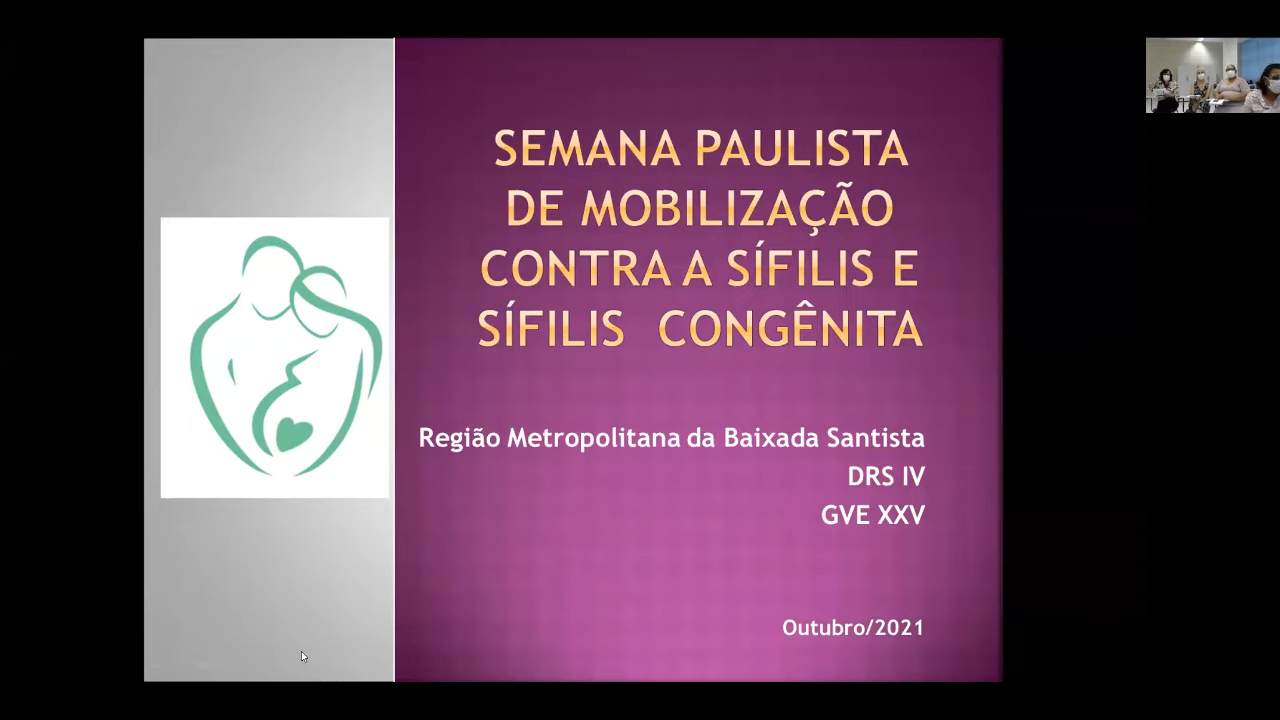 SEMANA PAULISTA
DE MOBILIZAÇÃO
CONTRA A SÍFILIS E
SÍFILIS CONGÊNITA
Região Metropolitana da Baixada Santista
DRS IV
GVE XXV
Outubro/2021